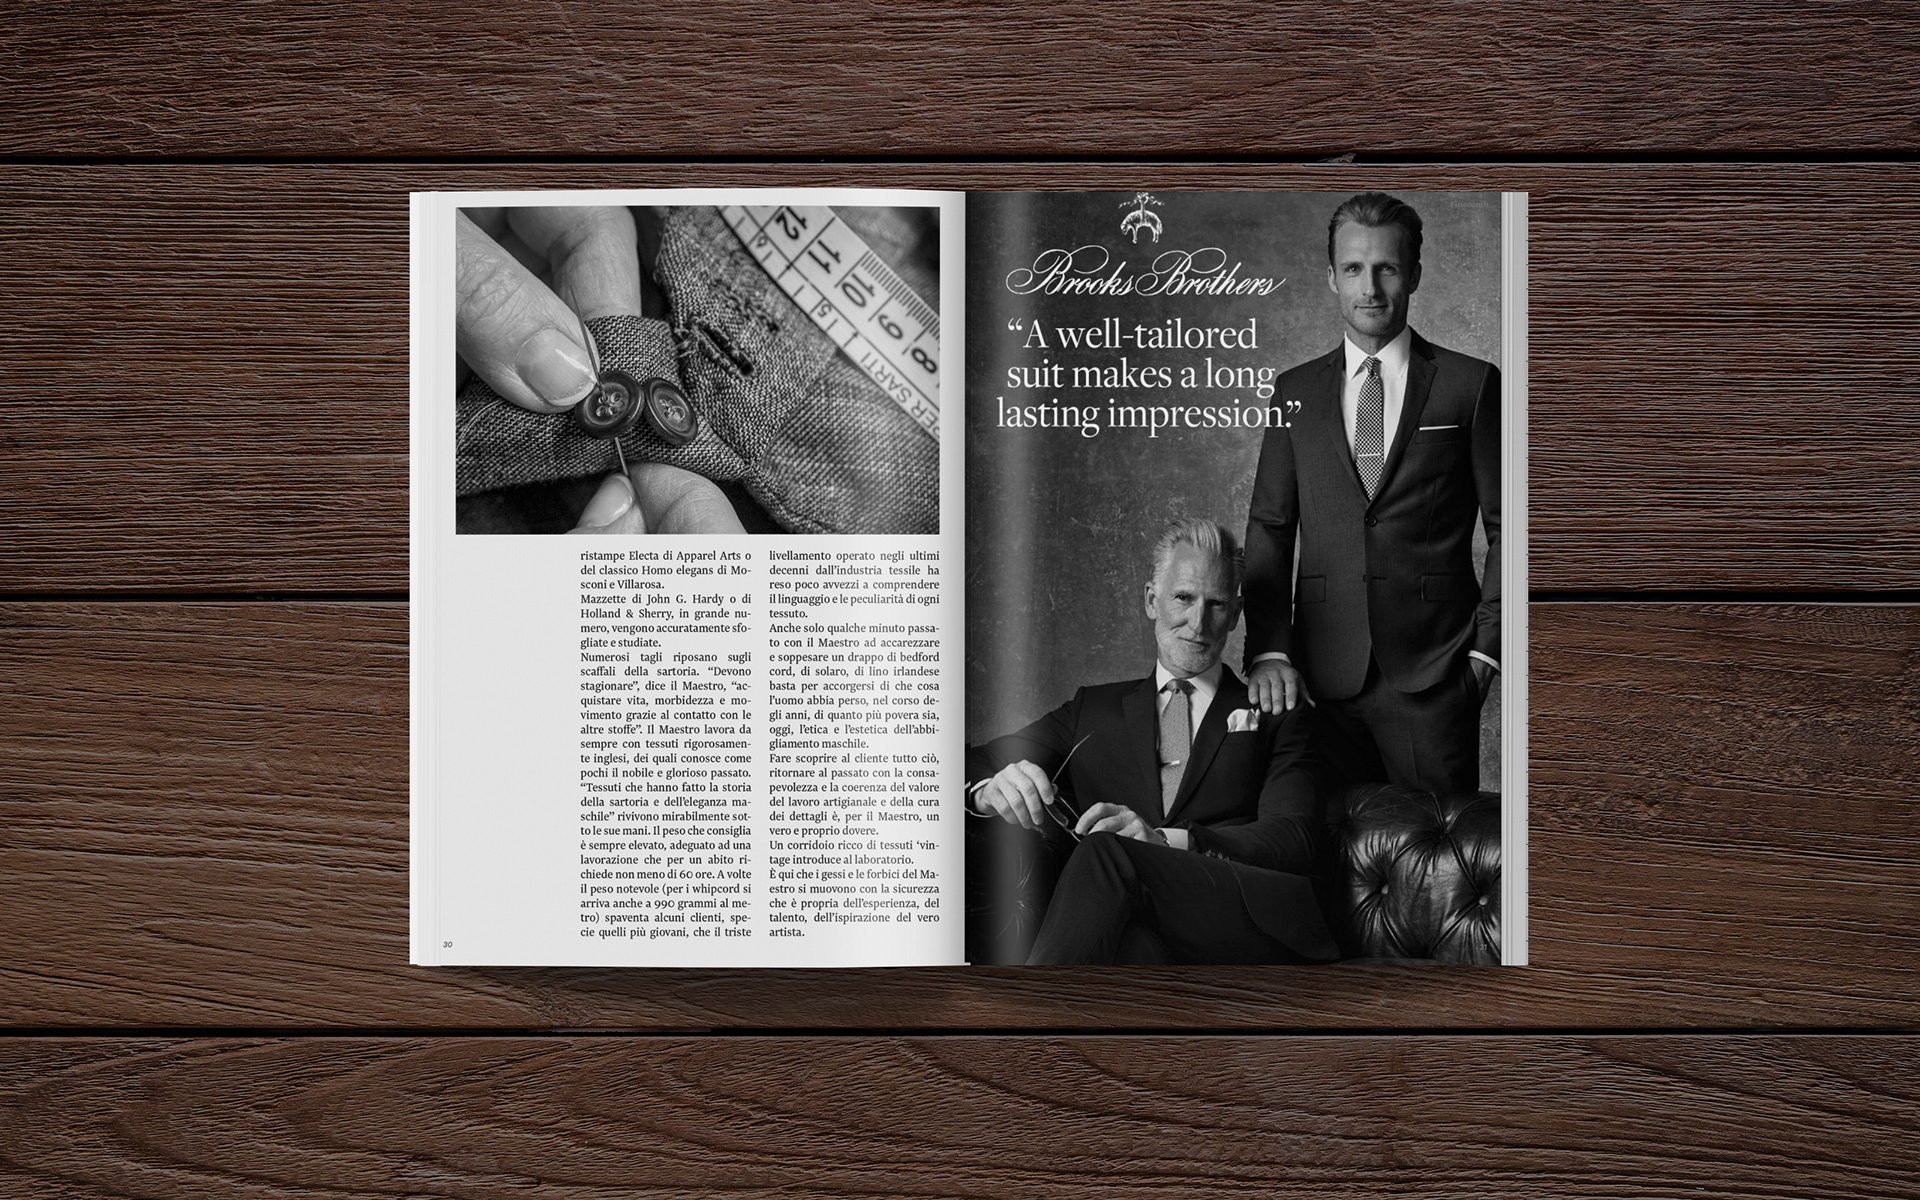 12
11
10
9
8
16
15
PER SARTI
ristampe Electa di Apparel Arts o
del classico Homo elegans di Mo-
sconi e Villarosa.
Mazzette di John G. Hardy o di
Holland & Sherry, in grande nu-
mero, vengono accuratamente sfo-
gliate e studiate.
Numerosi tagli riposano sugli
scaffali della sartoria. “Devono
stagionare”, dice il Maestro, “ac-
quistare vita, morbidezza e mo-
vimento grazie al contatto con le
altre stoffe”. Il Maestro lavora da
sempre con tessuti rigorosamen-
te inglesi, dei quali conosce come
pochi il nobile e glorioso passato.
“Tessuti che hanno fatto la storia
della sartoria e dell’eleganza ma-
schile” rivivono mirabilmente sot-
to le sue mani. Il peso che consiglia
è sempre elevato, adeguato ad una
lavorazione che per un abito ri-
chiede non meno di 60 ore. A volte
il peso notevole (per i whipcord si
arriva anche a 990 grammi al me-
tro) spaventa alcuni clienti, spe-
cie quelli più giovani, che il triste
livellamento operato negli ultimi
decenni dall’industria tessile ha
reso poco avvezzi a comprendere
il linguaggio e le peculiarità di ogni
tessuto.
Anche solo qualche minuto passa-
to con il Maestro ad accarezzare
e soppesare un drappo di bedford
cord, di solaro, di lino irlandese
basta per accorgersi di che cosa
l’uomo abbia perso, nel corso de-
gli anni, di quanto più povera sia,
oggi, l’etica e l’estetica dell’abbi-
gliamento maschile.
Fare scoprire al cliente tutto ciò,
ritornare al passato con la consa-
pevolezza e la coerenza del valore
del lavoro artigianale e della cura
dei dettagli è, per il Maestro, un
vero e proprio dovere.
Un corridoio ricco di tessuti ‘vin-
tage introduce al laboratorio.
È qui che i gessi e le forbici del Ma-
estro si muovono con la sicurezza
che è propria dell’esperienza, del
talento, dell’ispirazione del vero
artista.
30
Brooks Brothers
“A well-tailored
suit makes a long
lasting impression.”